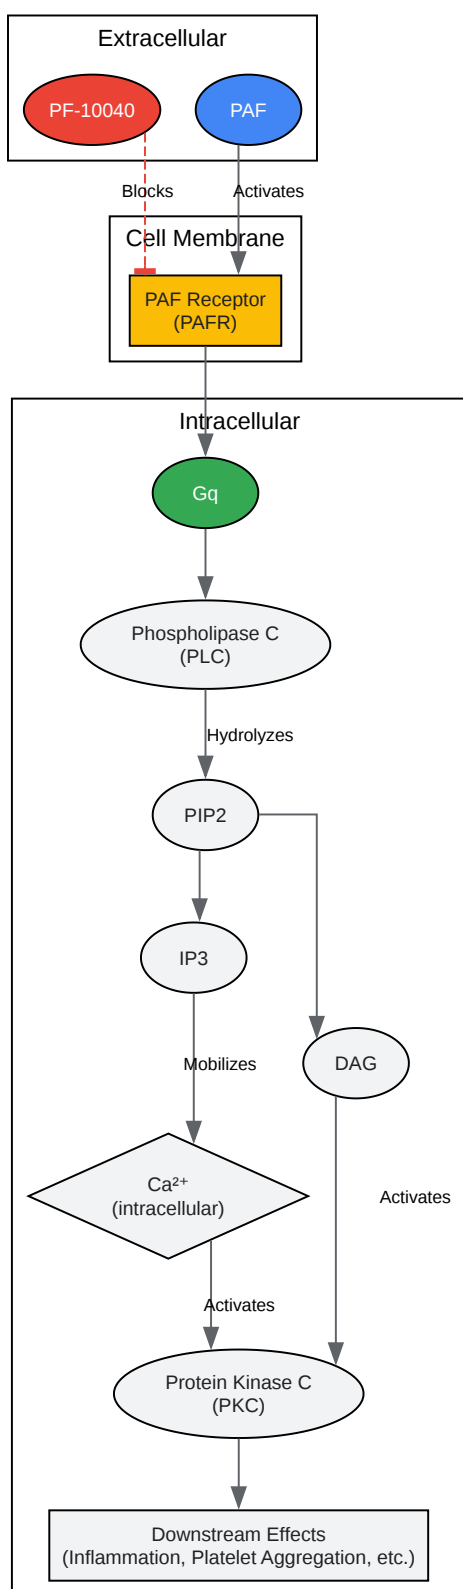 Extracellular
PF-10040
PAF
Blocks
Activates
Cell Membrane
PAF Receptor
(PAFR)
Intracellular
Gq
Phospholipase C
(PLC)
Hydrolyzes
PIP2
IP3
Mobilizes
DAG
Ca²⁺
(intracellular)
Activates
Activates
Protein Kinase C
(PKC)
Downstream Effects
(Inflammation, Platelet Aggregation, etc.)